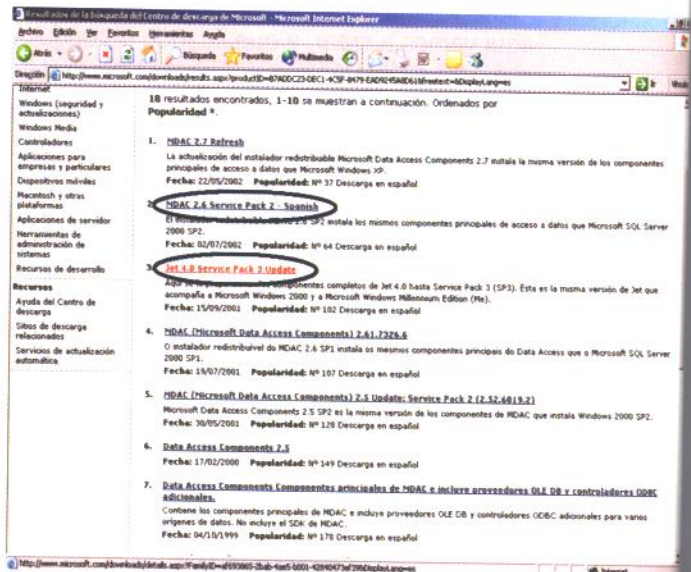 Resultados de la búsqueda del Centro de descarga de Microsoft - Microsoft Internet Explorer
Archivo Edición Ver Favoritos Herramientas Ayuda
Atrás Búsqueda Favoritos Multimedia
Dirección
Ir
Internet
Windows (seguridad y
actualizaciones)
Windows Media
Controladores
Aplicaciones para
empresas y particulares
Dispositivos móviles
Macintosh y otras
plataformas
Aplicaciones de servidor
Herramientas de
administración de
sistemas
Recursos de desarrollo
Recursos
Ayuda del Centro de
descarga
Sitios de descarga
relacionados
Servicios de actualización
automática
18 resultados encontrados, 1-10 se muestran a continuación. Ordenados por
Popularidad
1. MDAC 2.7 Refresh
La actualización del instalador redistribuible Microsoft Data Access Components 2.7 instala la misma versión de los componentes
principales de acceso a datos que Microsoft Windows XP.
Fecha: 22/05/2002 Popularidad: Nº 37 Descarga en español
2. MDAC 2.6 Service Pack 2 - Spanish
El instalador redistribuible MDAC 2.6 SP2 instala los mismos componentes principales de acceso a datos que Microsoft SQL Server
2000 SP2.
Fecha: 02/07/2002 Popularidad: Nº 64 Descarga en español
3. Jet 4.0 Service Pack 3 Update
componentes completos de Jet 4.0 hasta Service Pack 3 (SP3). Ésta es la misma versión de Jet que
acompaña a Microsoft Windows 2000 y a Microsoft Windows Millennium Edition (Me).
Fecha: 15/09/2001 Popularidad: Nº 102 Descarga en español
4. MDAC (Microsoft Data Access Components) 2.61.7326.6
O instalador redistribuível do MDAC 2.6 SP1 instala os mesmos componentes principais do Data Access que o Microsoft SQL Server
2000 SP1.
Fecha: 19/07/2001 Popularidad: Nº 107 Descarga en español
5. MDAC (Microsoft Data Access Components) 2.5 Update: Service Pack 2 (2.52.6019.2)
Microsoft Data Access Components 2.5 SP2 es la misma versión de los componentes de MDAC que instala Windows 2000 SP2.
Fecha: 30/05/2001 Popularidad: Nº 128 Descarga en español
6. Data Access Components 2.5
Fecha: 17/02/2000 Popularidad: Nº 149 Descarga en español
7. Data Access Components Componentes principales de MDAC e incluye proveedores OLE DB y controladores ODBC
adicionales.
Contiene los componentes principales de MDAC e incluye proveedores OLE DB y controladores ODBC adicionales para varios
orígenes de datos. No incluye el SDK de MDAC.
Fecha: 04/10/1999 Popularidad: Nº 178 Descarga en español
Internet